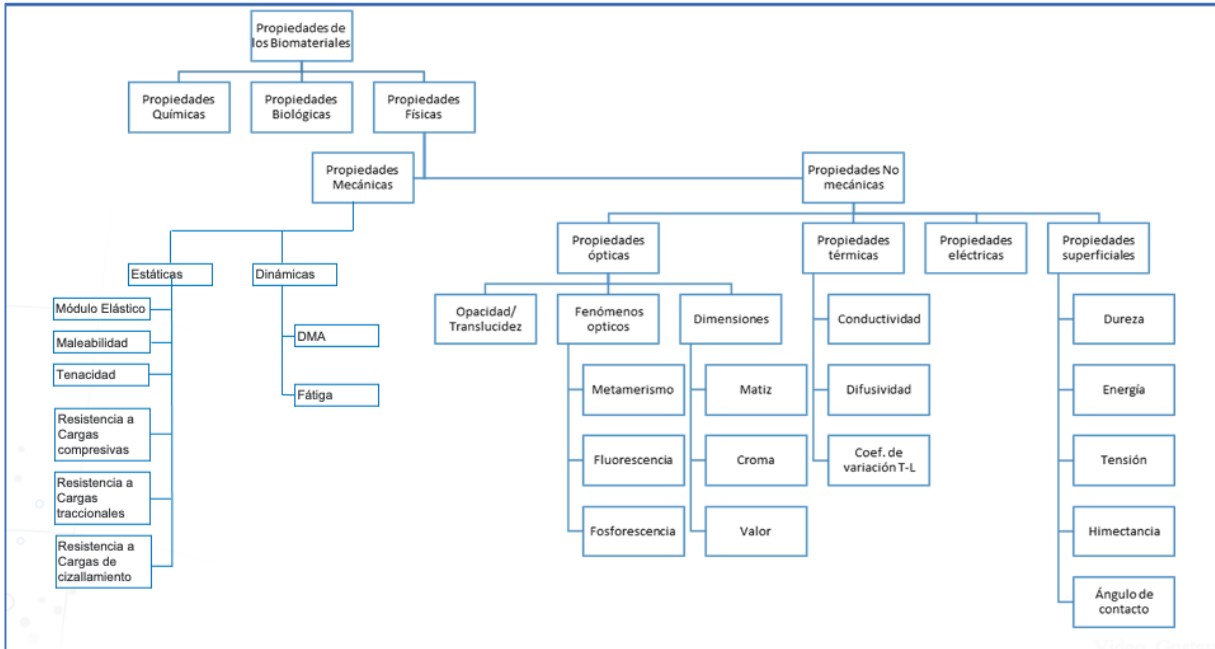 Propiedades de
los Biomateriales
Propiedades
Químicas
Propiedades
Biológicas
Propiedades
Físicas
Propiedades
Mecánicas
Propiedades No
mecánicas
Estáticas
Dinámicas
Módulo Elástico
Maleabilidad
Tenacidad
Resistencia a
Cargas
compresivas
Resistencia a
Cargas
traccionales
Resistencia a
Cargas de
cizallamiento
DMA
Fátiga
Propiedades
ópticas
Propiedades
térmicas
Propiedades
eléctricas
Propiedades
superficiales
Opacidad/
Translucidez
Fenómenos
opticos
Dimensiones
Metamerismo
Fluorescencia
Fosforescencia
Matiz
Croma
Valor
Conductividad
Difusividad
Coef. de
variación T-L
Dureza
Energía
Tensión
Himectancia
Ángulo de
contacto